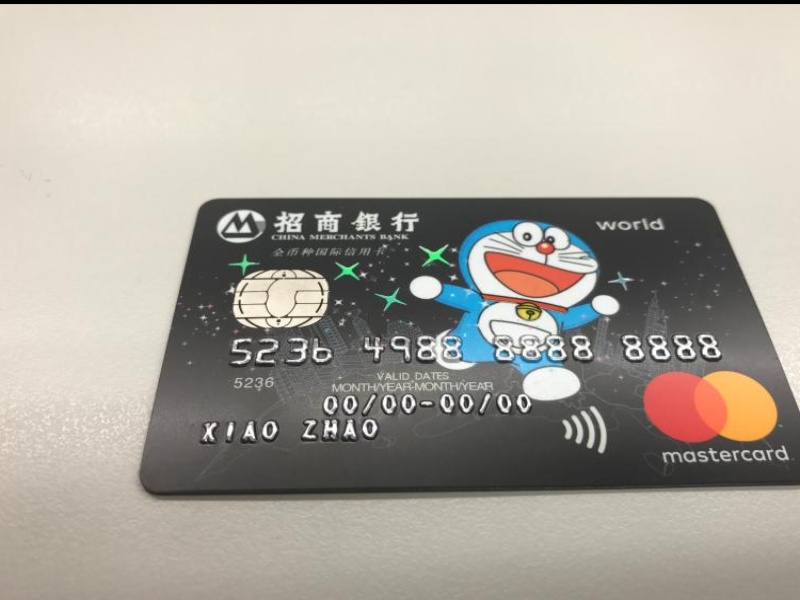 招商銀行
CHINA MERCHANTS BANK
全币种国际信用卡
world
5236 4988 8888 8888
5236
VALID DATES
MONTH/YEAR-MONTH/YEAR
00/00-00/00
XIAO ZHAO
mastercard